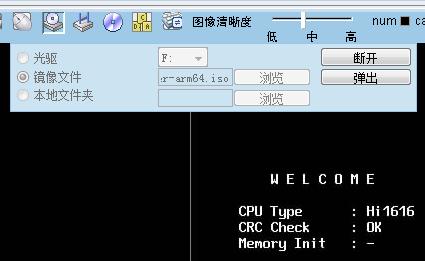 图像清晰度
低 中 高
num ca
光驱 F: 断开
镜像文件 r-arm64.iso 浏览 弹出
本地文件夹 浏览
W E L C O M E
CPU Type : Hi1616
CRC Check : OK
Memory Init : -